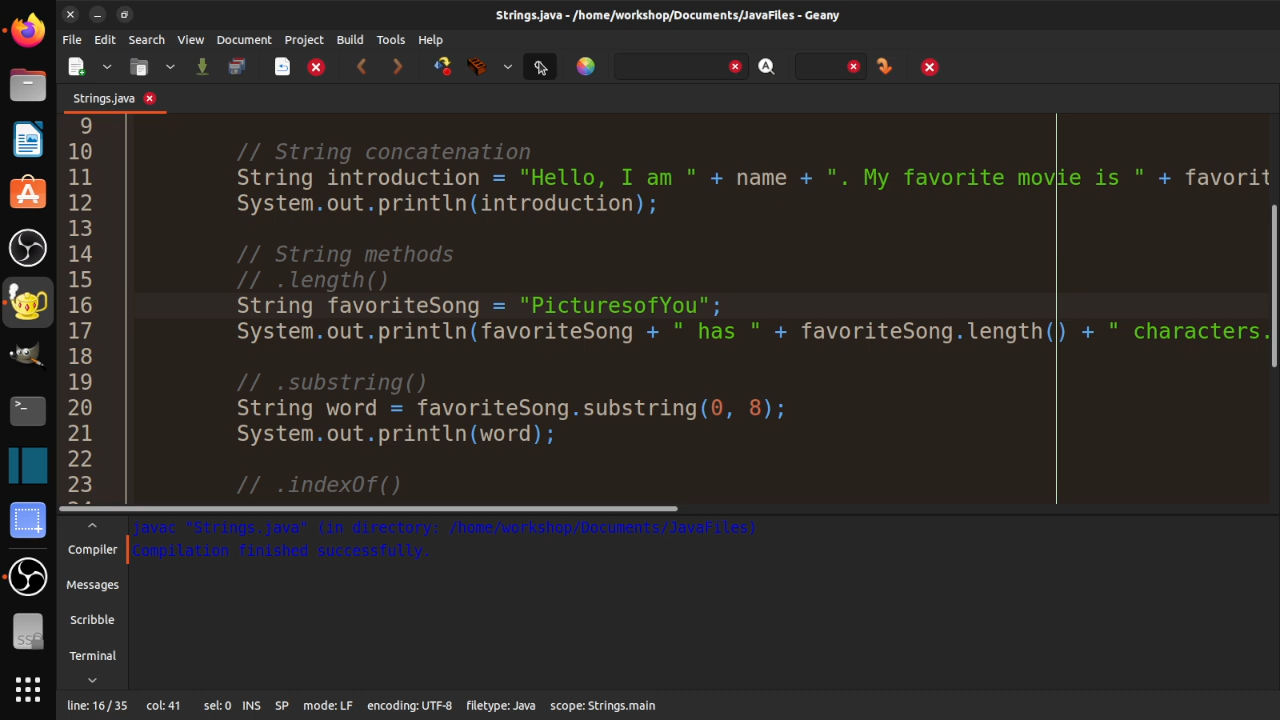 Strings.java - /home/workshop/Documents/JavaFiles - Geany
File Edit Search View Document Project Build Tools Help
Strings.java
9
10 // String concatenation
11 String introduction = "Hello, I am " + name + ". My favorite movie is " + favorit
12 System.out.println(introduction);
13
14 // String methods
15 // .length()
16 String favoriteSong = "PicturesofYou";
17 System.out.println(favoriteSong + " has " + favoriteSong.length() + " characters.
18
19 // .substring()
20 String word = favoriteSong.substring(0, 8);
21 System.out.println(word);
22
23 // .indexOf()
javac "Strings.java" (in directory: /home/workshop/Documents/JavaFiles)
Compiler
Compilation finished successfully.
Messages
Scribble
Terminal
line: 16 / 35 col: 41 sel: 0 INS SP mode: LF encoding: UTF-8 filetype: Java scope: Strings.main